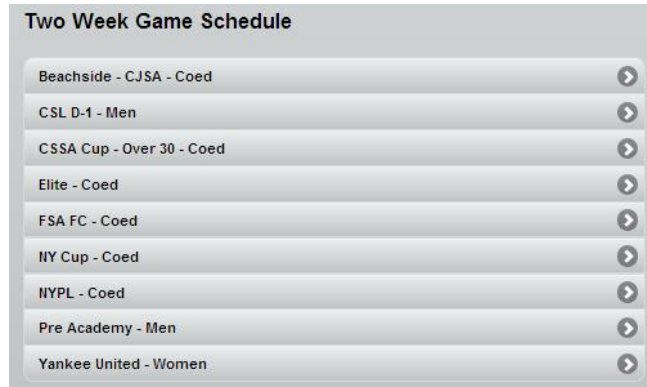 Two Week Game Schedule
Beachside - CJSA - Coed
CSL D-1 - Men
CSSA Cup - Over 30 - Coed
Elite - Coed
FSA FC - Coed
NY Cup - Coed
NYPL - Coed
Pre Academy - Men
Yankee United - Women